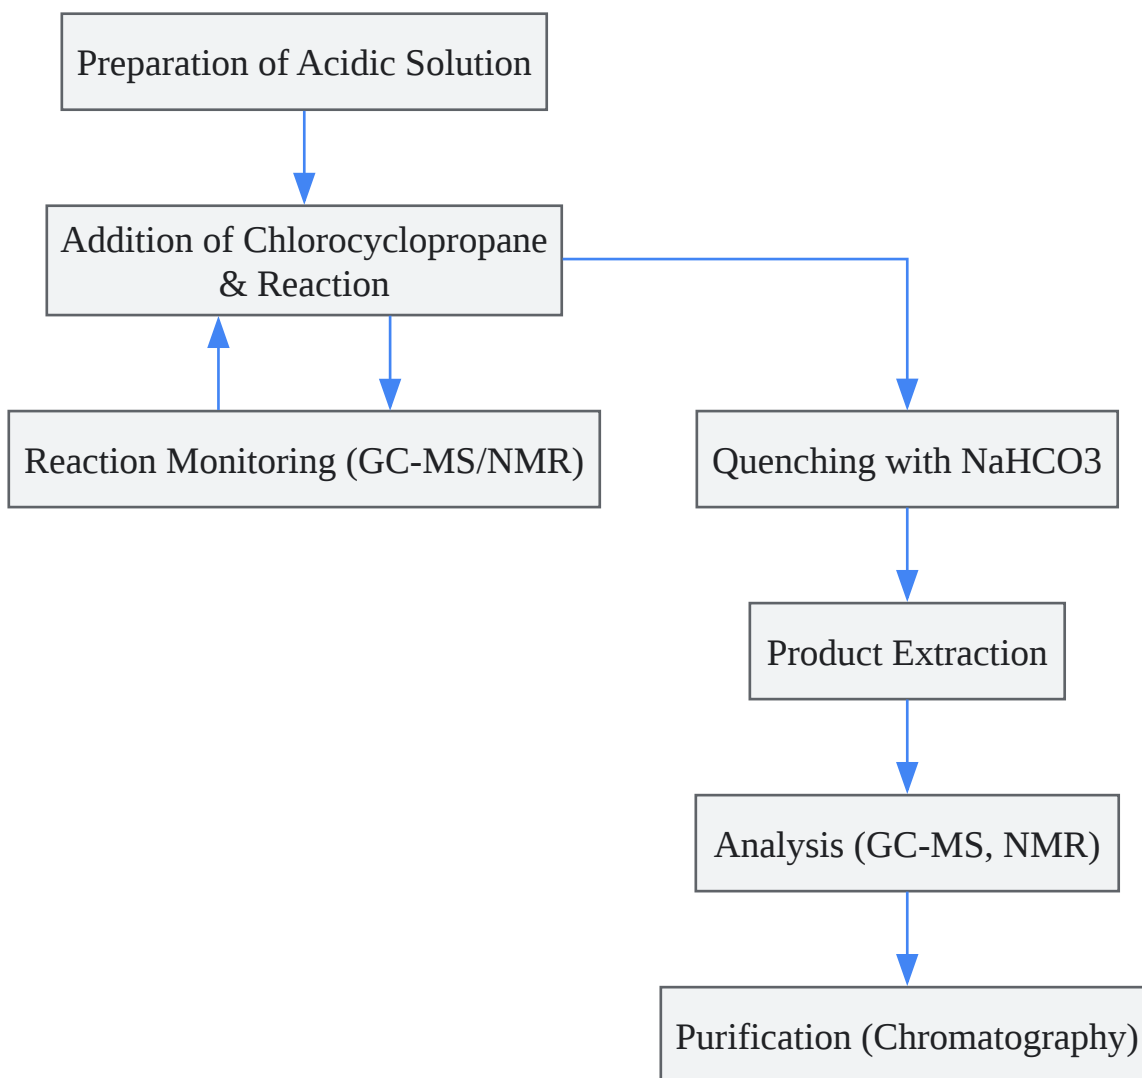 Preparation of Acidic Solution
Addition of Chlorocyclopropane
& Reaction
Reaction Monitoring (GC-MS/NMR)
Quenching with NaHCO3
Product Extraction
Analysis (GC-MS, NMR)
Purification (Chromatography)